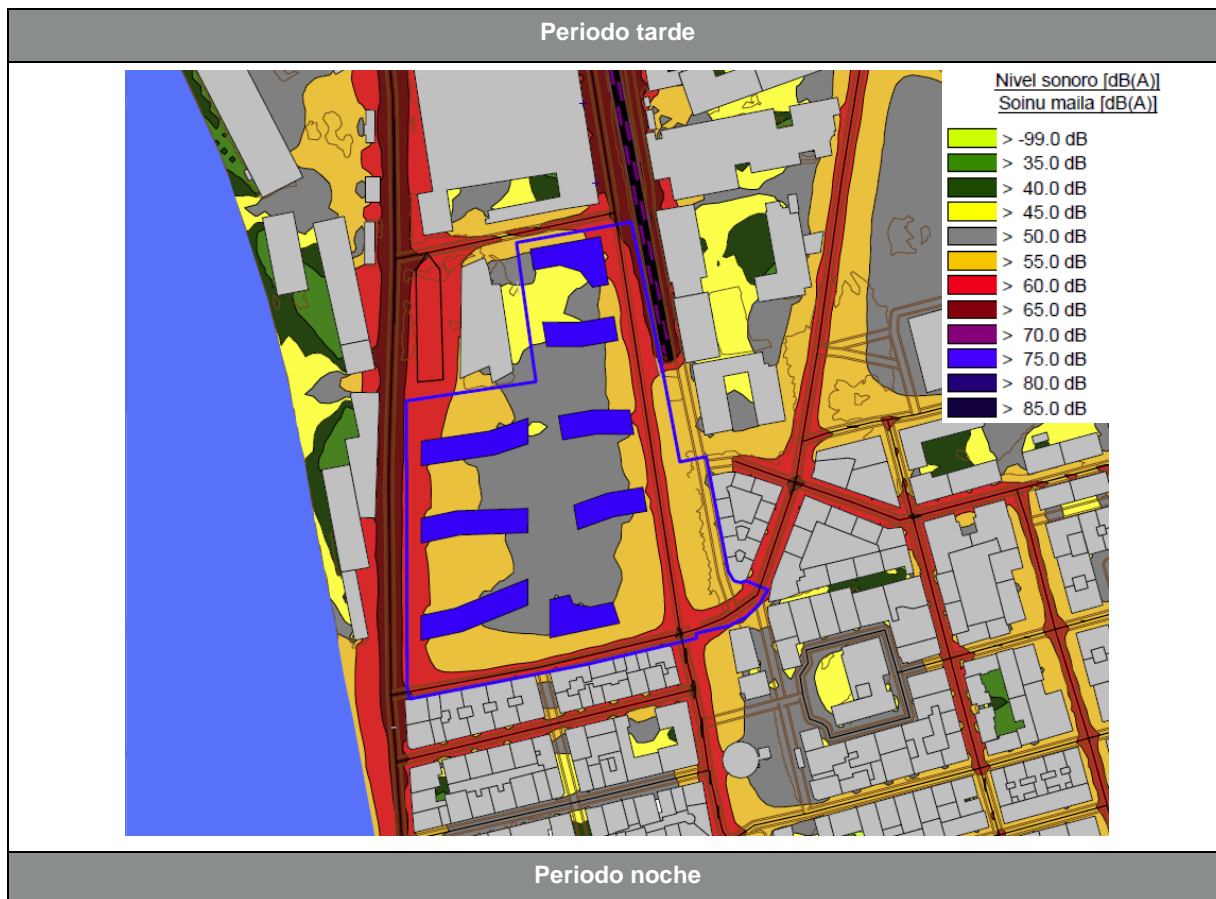 Periodo tarde
Nivel sonoro [dB(A)]
Soinu maila [dB(A)]
> -99.0 dB
> 35.0 dB
> 40.0 dB
> 45.0 dB
> 50.0 dB
> 55.0 dB
> 60.0 dB
> 65.0 dB
> 70.0 dB
> 75.0 dB
> 80.0 dB
> 85.0 dB
Periodo noche